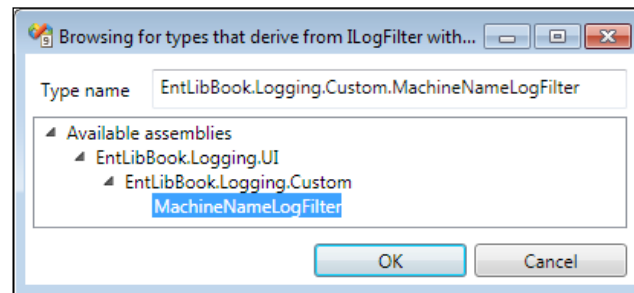 Browsing for types that derive from ILogFilter with...
Type name EntLibBook.Logging.Custom.MachineNameLogFilter
Available assemblies
EntLibBook.Logging.UI
EntLibBook.Logging.Custom
MachineNameLogFilter
OK Cancel